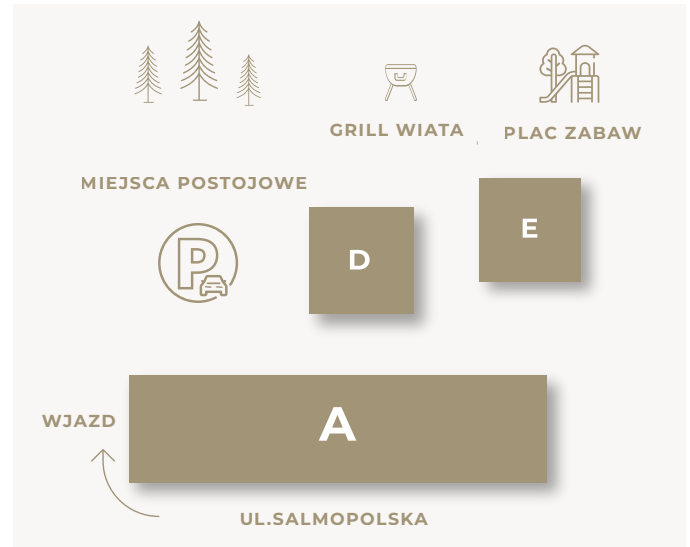 GRILL WIATA
PLAC ZABAW
MIEJSCA POSTOJOWE
E
D
P
A
WJAZD
UL.SALMOPOLSKA